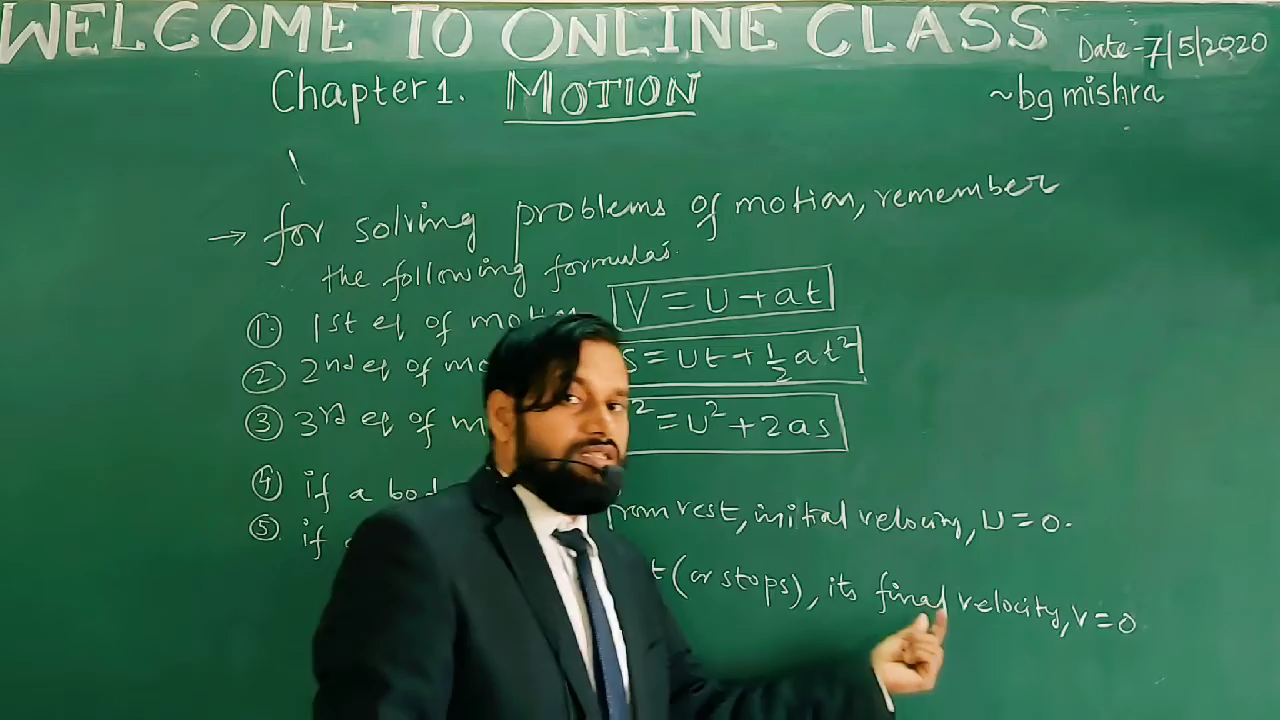 WELCOME TO ONLINE CLASS
Date-7/5/2020
Chapter 1. MOTION
~bg mishra
→ for solving problems of motion, remember
the following formulas.
① 1st eq of motion V = U + at
② 2nd eq of mo S = Ut + 1/2 at²
③ 3rd eq of m ² = U² + 2as
④ if a bod from rest, initial velocity, U = 0.
⑤ if t (or stops), its final velocity, v = 0